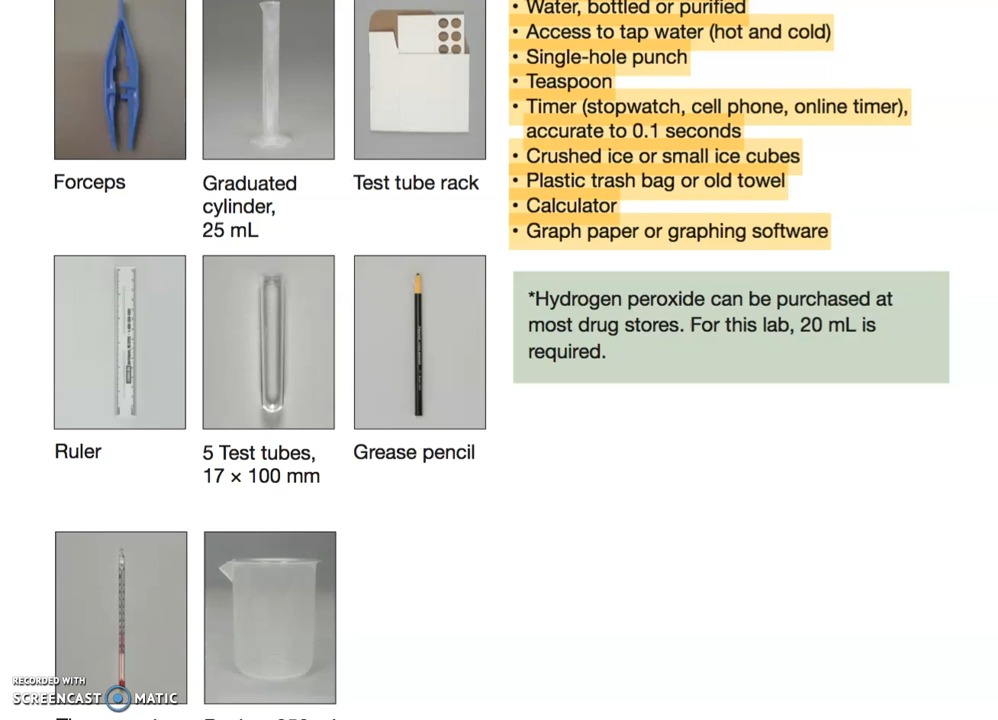 • Water, bottled or purified
• Access to tap water (hot and cold)
• Single-hole punch
• Teaspoon
• Timer (stopwatch, cell phone, online timer),
accurate to 0.1 seconds
• Crushed ice or small ice cubes
• Plastic trash bag or old towel
• Calculator
• Graph paper or graphing software
*Hydrogen peroxide can be purchased at
most drug stores. For this lab, 20 mL is
required.
Forceps
Graduated
cylinder,
25 mL
Test tube rack
Ruler
5 Test tubes,
17 × 100 mm
Grease pencil
RECORDED WITH
SCREENCAST MATIC